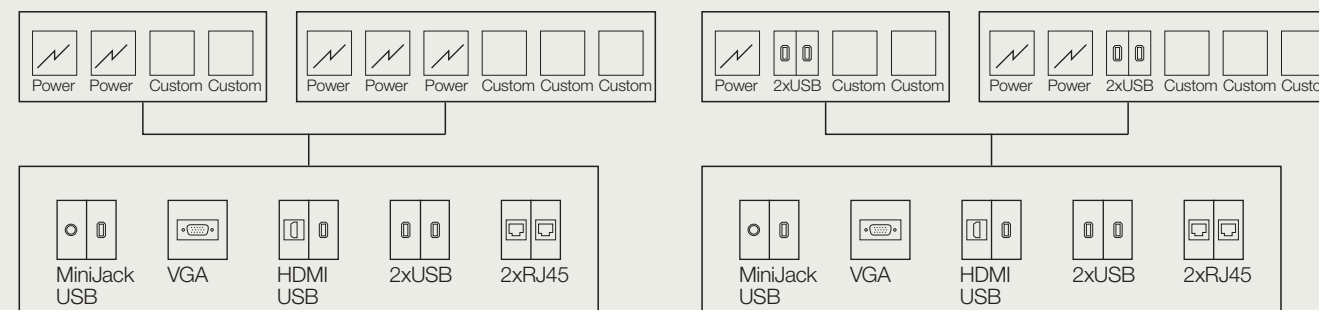 Power Power Custom Custom
Power Power Power Custom Custom Custom
Power 2xUSB Custom Custom
Power Power 2xUSB Custom Custom
MiniJack USB
VGA
HDMI USB
2xUSB
2xRJ45
MiniJack USB
VGA
HDMI USB
2xUSB
2xRJ45